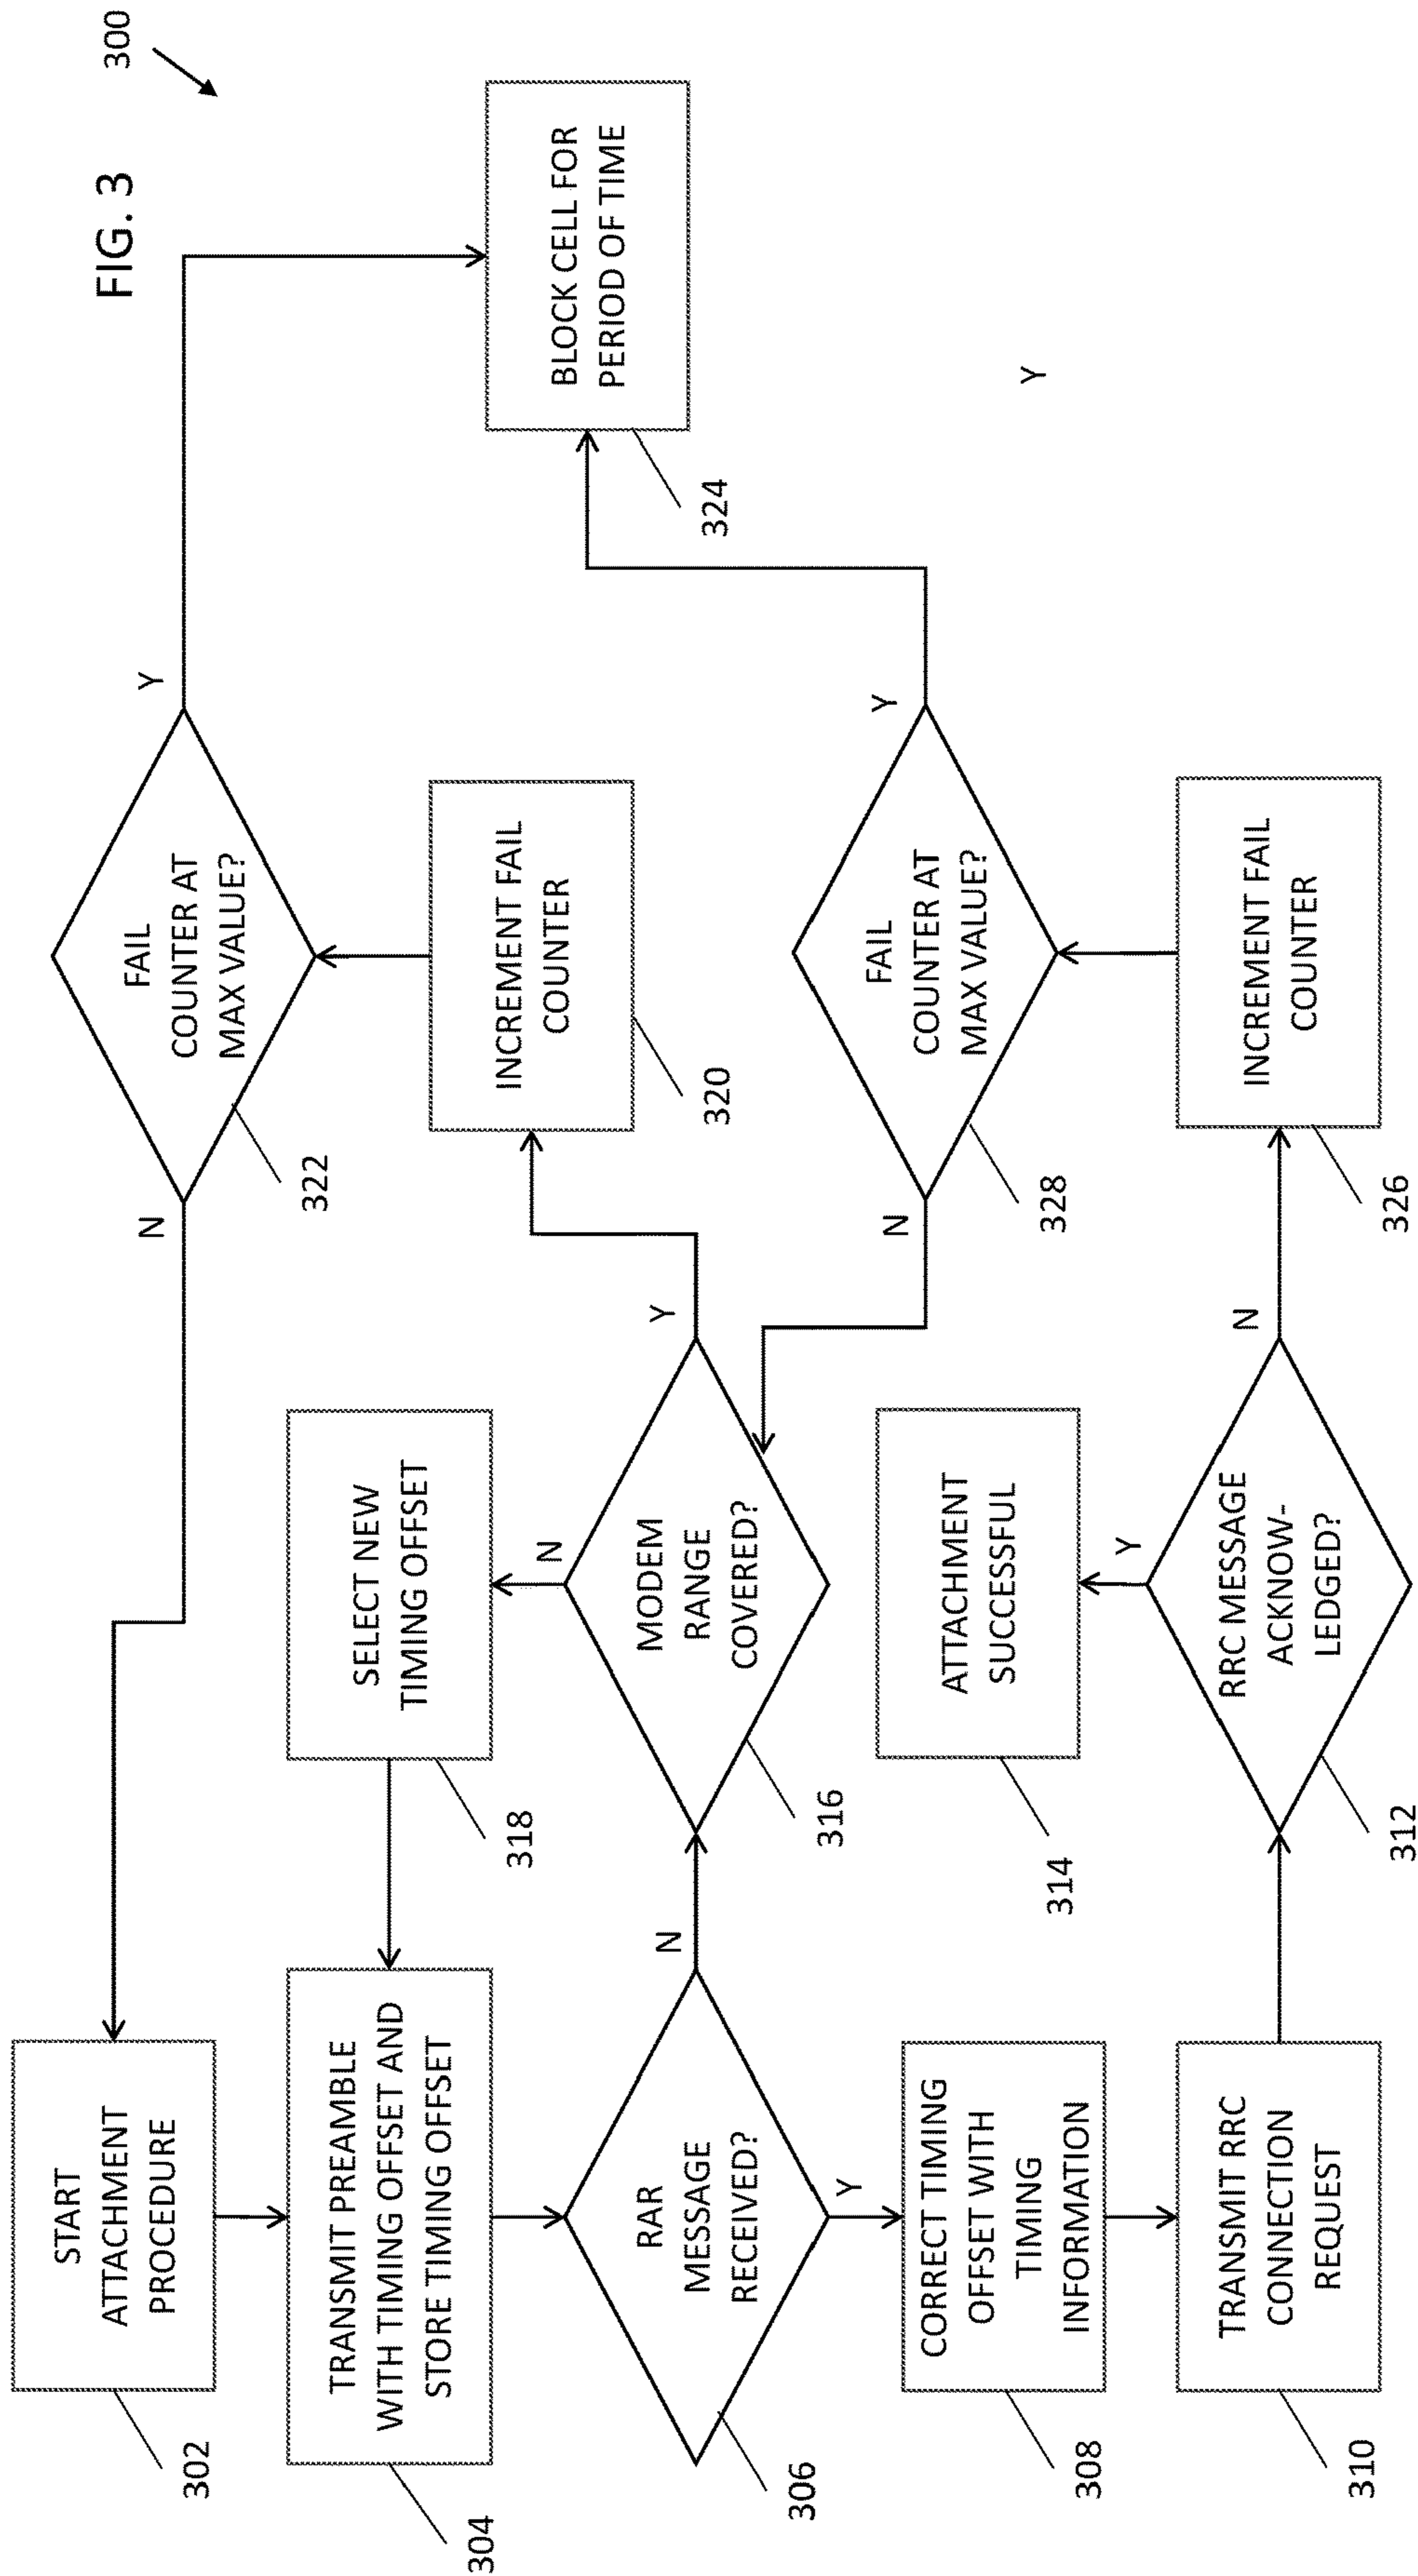 FIG. 3
300
START
ATTACHMENT
PROCEDURE
302
N
FAIL
COUNTER AT
MAX VALUE?
322
Y
TRANSMIT PREAMBLE
WITH TIMING OFFSET AND
STORE TIMING OFFSET
304
SELECT NEW
TIMING OFFSET
318
INCREMENT FAIL
COUNTER
320
BLOCK CELL FOR
PERIOD OF TIME
324
RAR
MESSAGE
RECEIVED?
306
N
Y
MODEM
RANGE
COVERED?
316
N
Y
CORRECT TIMING
OFFSET WITH
TIMING
INFORMATION
308
ATTACHMENT
SUCCESSFUL
314
N
FAIL
COUNTER AT
MAX VALUE?
328
Y
Y
TRANSMIT RRC
CONNECTION
REQUEST
310
RRC MESSAGE
ACKNOW-
LEDGED?
312
Y
N
INCREMENT FAIL
COUNTER
326